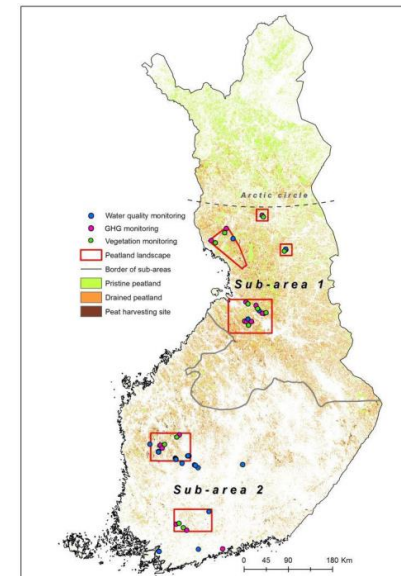 Arctic circle
Water quality monitoring
GHG monitoring
Vegetation monitoring
Peatland landscape
Border of sub-areas
Pristine peatland
Drained peatland
Peat harvesting site
Sub-area 1
Sub-area 2
0 45 90 180 Km